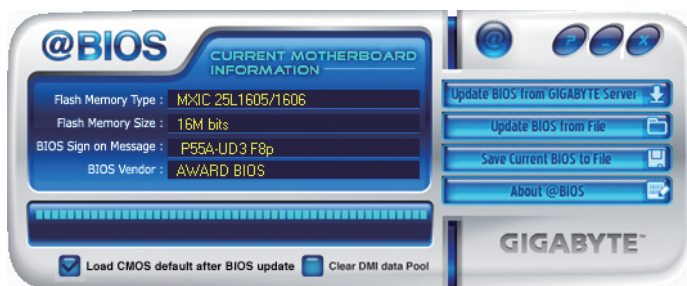 @BIOS
CURRENT MOTHERBOARD
INFORMATION
Flash Memory Type : MXIC 25L1605/1606
Flash Memory Size : 16M bits
BIOS Sign on Message : P55A-UD3 F8p
BIOS Vendor : AWARD BIOS
Load CMOS default after BIOS update Clear DMI data Pool
@ ? _ X
Update BIOS from GIGABYTE Server
Update BIOS from File
Save Current BIOS to File
About @BIOS
GIGABYTE™